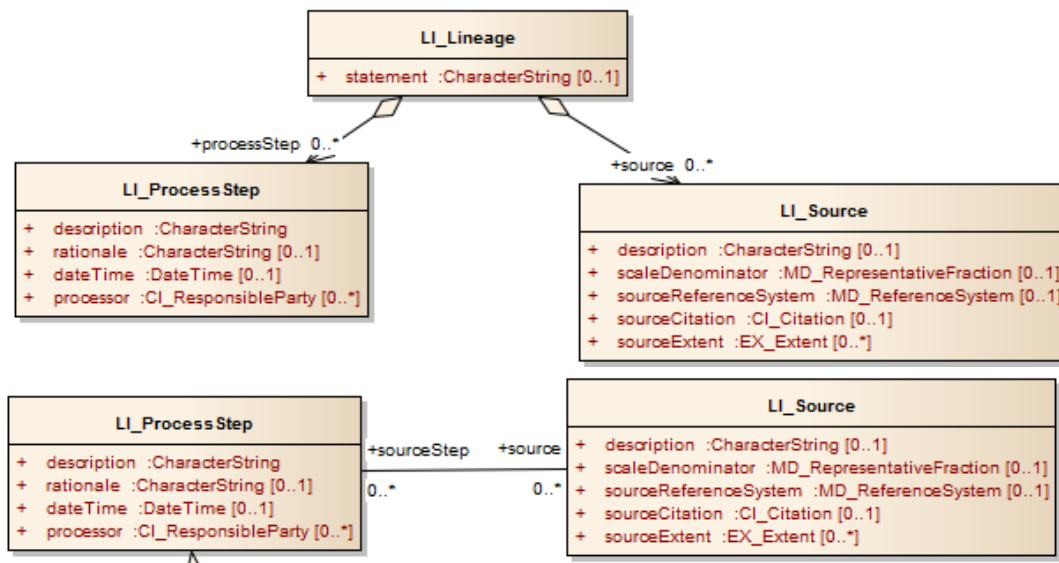 LI_Lineage
+ statement :CharacterString [0..1]
+processStep 0..*
+source 0..*
LI_ProcessStep
+ description :CharacterString
+ rationale :CharacterString [0..1]
+ dateTime :DateTime [0..1]
+ processor :CI_ResponsibleParty [0..*]
LI_Source
+ description :CharacterString [0..1]
+ scaleDenominator :MD_RepresentativeFraction [0..1]
+ sourceReferenceSystem :MD_ReferenceSystem [0..1]
+ sourceCitation :CI_Citation [0..1]
+ sourceExtent :EX_Extent [0..*]
LI_ProcessStep
+ description :CharacterString
+ rationale :CharacterString [0..1]
+ dateTime :DateTime [0..1]
+ processor :CI_ResponsibleParty [0..*]
+sourceStep +source
0..* 0..*
LI_Source
+ description :CharacterString [0..1]
+ scaleDenominator :MD_RepresentativeFraction [0..1]
+ sourceReferenceSystem :MD_ReferenceSystem [0..1]
+ sourceCitation :CI_Citation [0..1]
+ sourceExtent :EX_Extent [0..*]